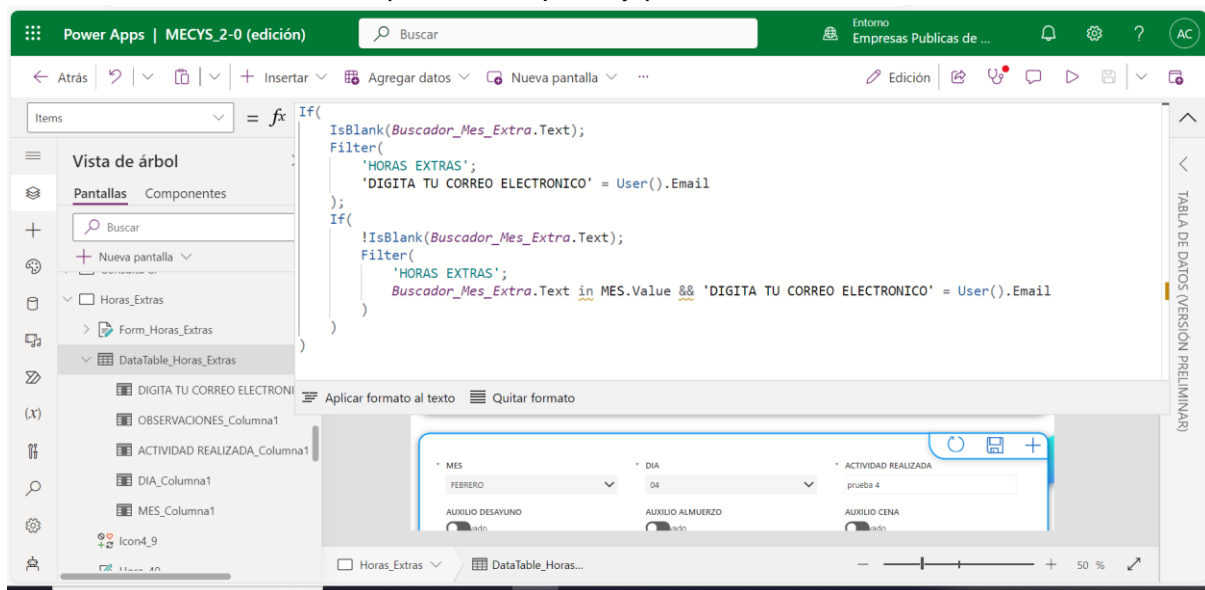 Power Apps | MECYS_2-0 (edición)
Buscar
Entorno
Empresas Publicas de ...
AC
Atrás
Insertar
Agregar datos
Nueva pantalla
...
Edición
Items
= fx
If(
IsBlank(Buscador_Mes_Extra.Text);
Filter(
'HORAS EXTRAS';
'DIGITA TU CORREO ELECTRONICO' = User().Email
);
If(
!IsBlank(Buscador_Mes_Extra.Text);
Filter(
'HORAS EXTRAS';
Buscador_Mes_Extra.Text in MES.Value && 'DIGITA TU CORREO ELECTRONICO' = User().Email
)
)
)
Aplicar formato al texto
Quitar formato
Vista de árbol
Pantallas
Componentes
Buscar
Nueva pantalla
Horas_Extras
Form_Horas_Extras
DataTable_Horas_Extras
DIGITA TU CORREO ELECTRONI
OBSERVACIONES_Columna1
ACTIVIDAD REALIZADA_Columna1
DIA_Columna1
MES_Columna1
Icon4_9
(x)
TABLA DE DATOS (VERSIÓN PRELIMINAR)
* MES
* DIA
* ACTIVIDAD REALIZADA
FEBRERO
04
prueba 4
AUXILIO DESAYUNO
AUXILIO ALMUERZO
AUXILIO CENA
Horas_Extras
DataTable_Horas...
50 %